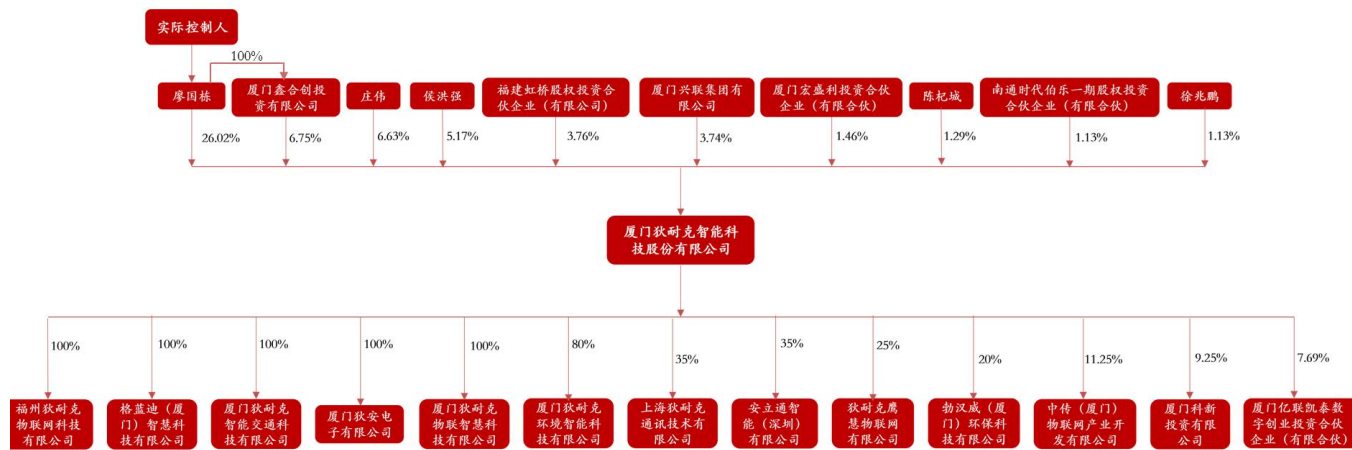 实际控制人
100%
廖国栋
厦门鑫合创投
资有限公司
庄伟
侯洪强
福建虹桥股权投资合
伙企业（有限公司）
厦门兴联集团有
限公司
厦门宏盛利投资合伙
企业（有限合伙）
陈杞城
南通时代伯乐一期股权投资
合伙企业（有限合伙）
徐兆鹏
26.02%
6.75%
6.63%
5.17%
3.76%
3.74%
1.46%
1.29%
1.13%
1.13%
厦门狄耐克智能科
技股份有限公司
100%
100%
100%
100%
100%
80%
35%
35%
25%
20%
11.25%
9.25%
7.69%
福州狄耐克
物联网科技
有限公司
格蓝迪（厦
门）智慧科
技有限公司
厦门狄耐克
智能交通科
技有限公司
厦门狄安电
子有限公司
厦门狄耐克
物联智慧科
技有限公司
厦门狄耐克
环境智能科
技有限公司
上海狄耐克
通讯技术有
限公司
安立通智
能（深圳）
有限公司
狄耐克鹰
慧物联网
有限公司
勃汉威（厦
门）环保科
技有限公司
中传（厦门）
物联网产业开
发有限公司
厦门科新
投资有限
公司
厦门亿联凯泰数
字创业投资合伙
企业（有限合伙）